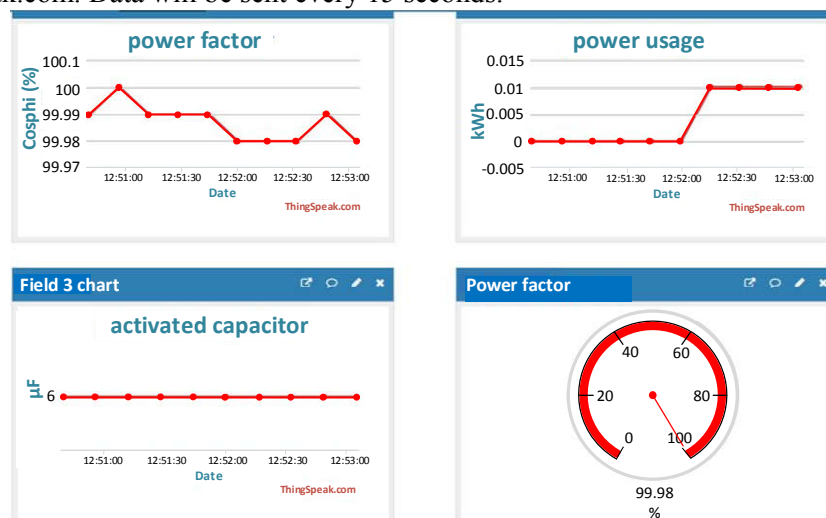 k.com. Data will be sent every 15 seconds.
power factor
100.1
100
99.99
99.98
99.97
Cosphi (%)
12:51:00 12:51:30 12:52:00 12:52:30 12:53:00
Date
ThingSpeak.com
power usage
0.015
0.01
0.005
0
-0.005
kWh
12:51:00 12:51:30 12:52:00 12:52:30 12:53:00
Date
ThingSpeak.com
Field 3 chart
activated capacitor
µF
6
12:51:00 12:51:30 12:52:00 12:52:30 12:53:00
Date
ThingSpeak.com
Power factor
0
20
40
60
80
100
99.98
%